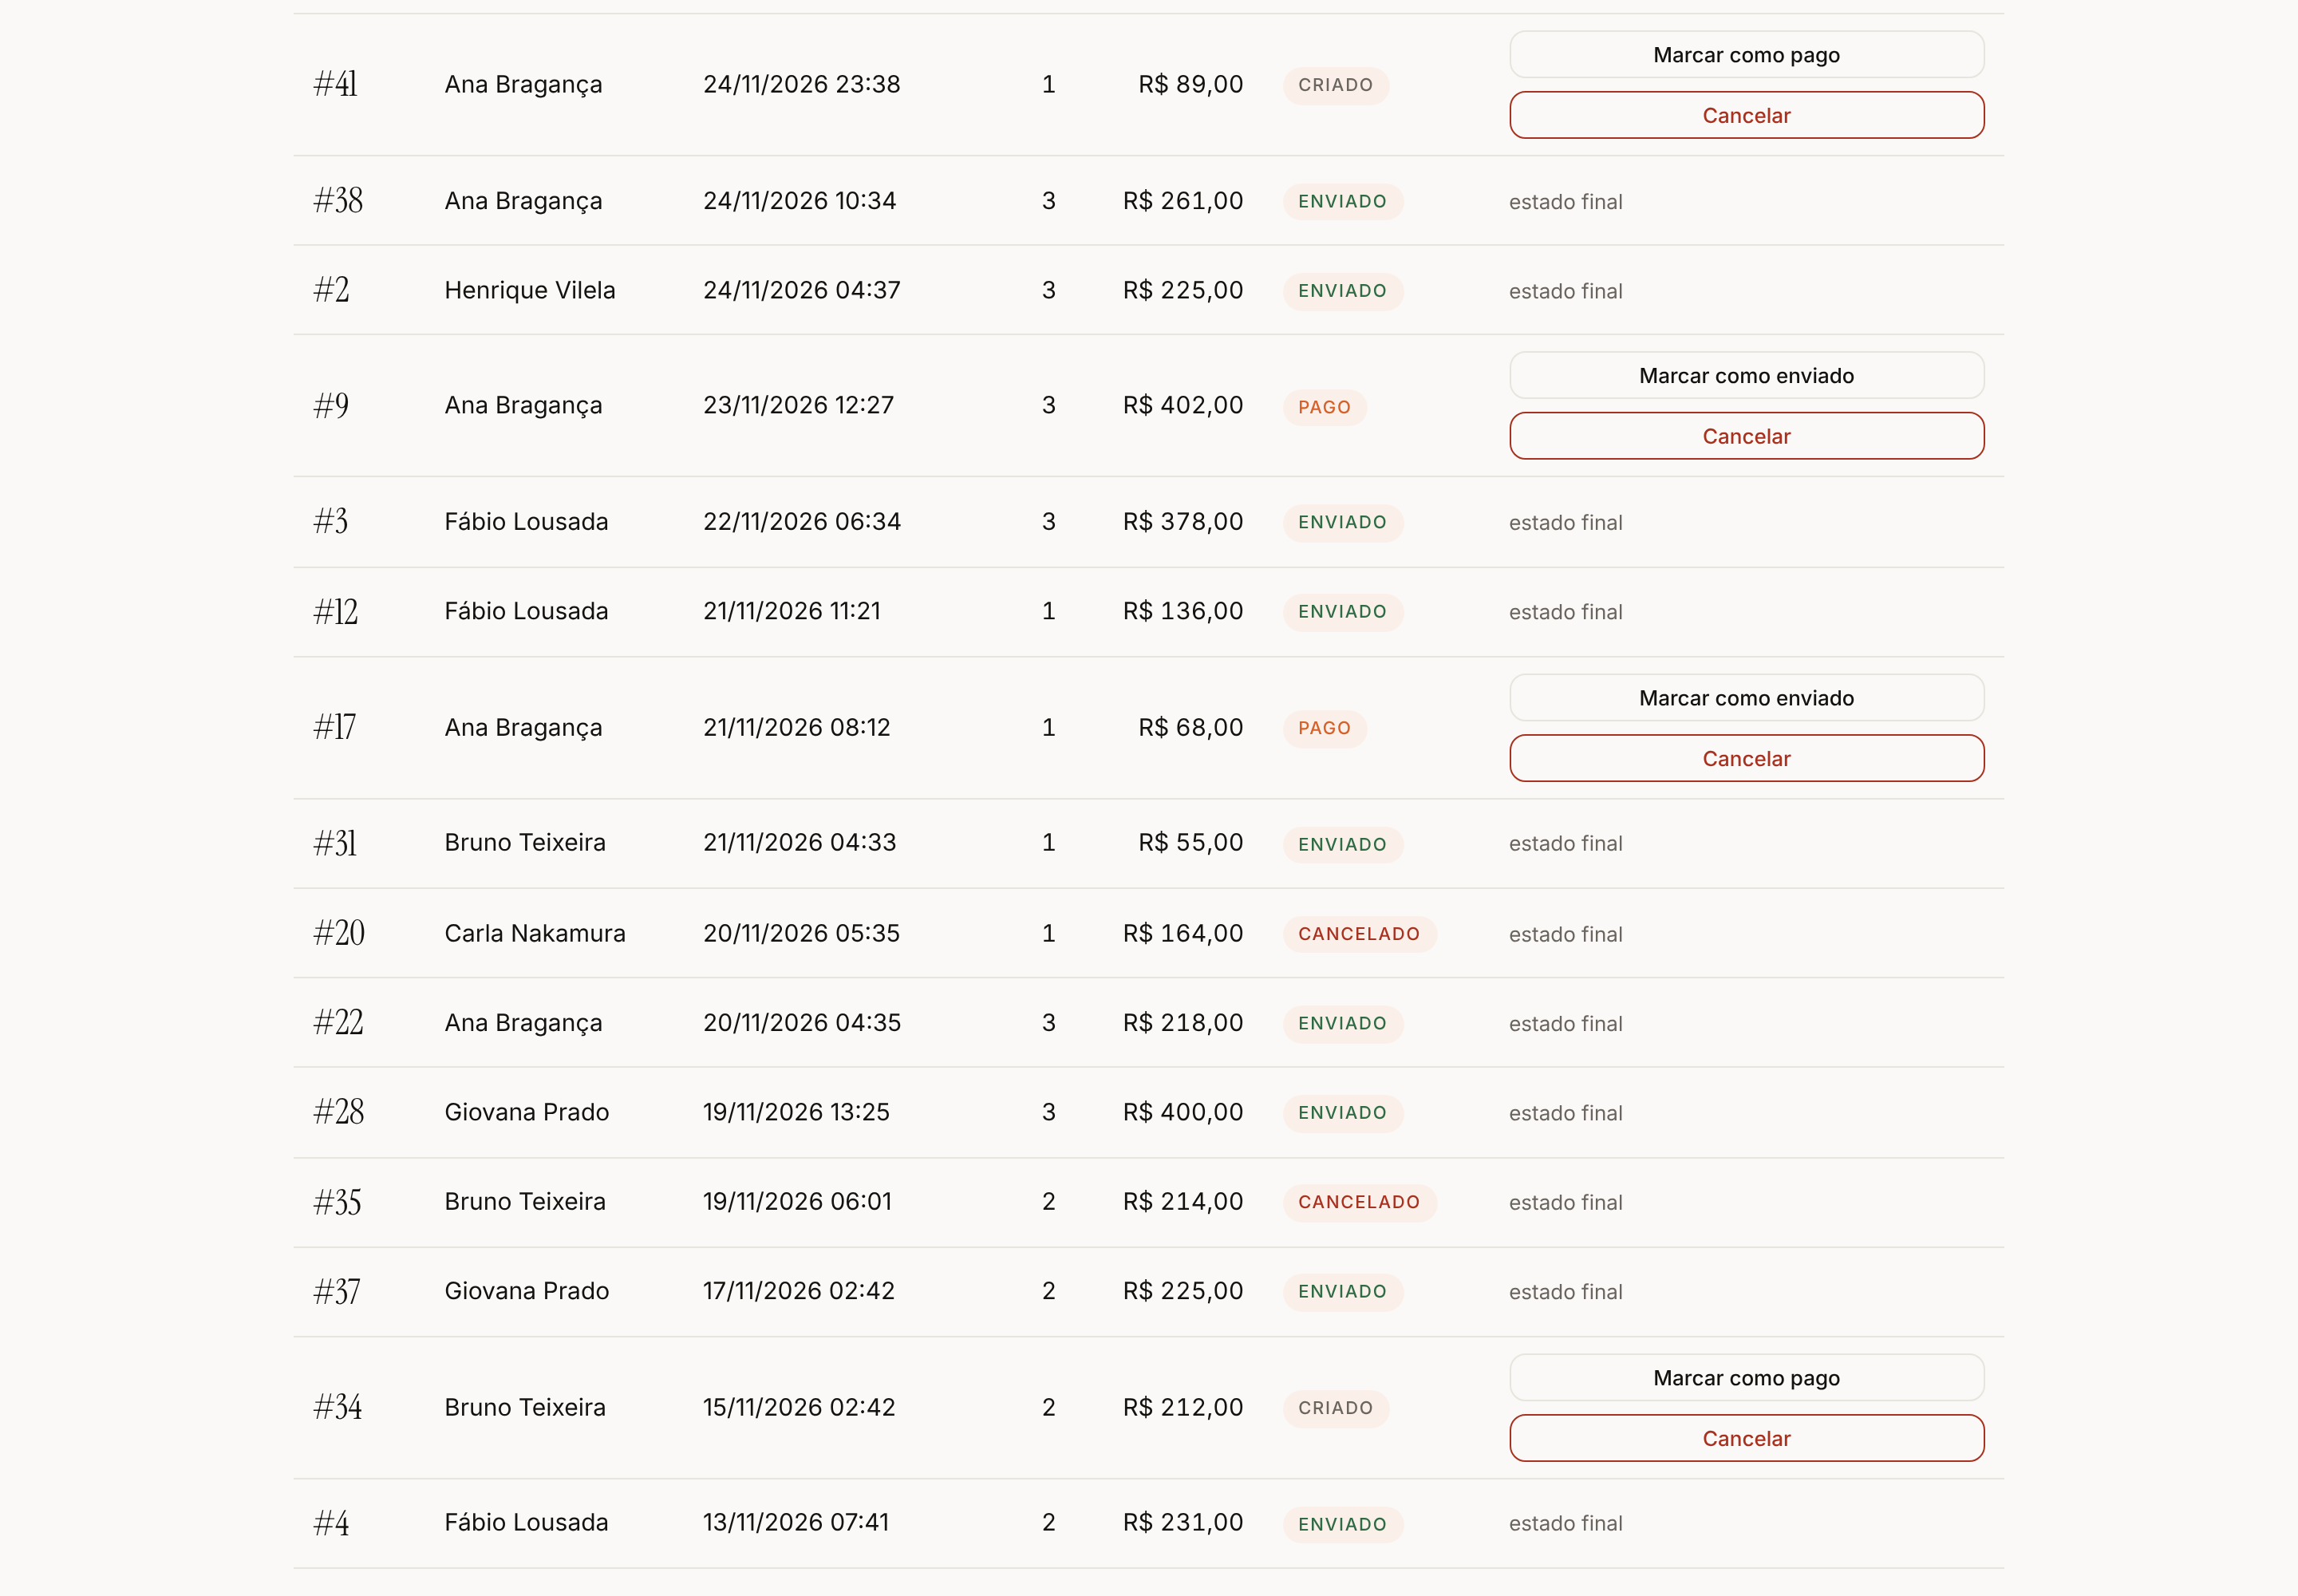 #41 Ana Bragança 24/11/2026 23:38 1 R$ 89,00 CRIADO Marcar como pago
Cancelar
#38 Ana Bragança 24/11/2026 10:34 3 R$ 261,00 ENVIADO estado final
#2 Henrique Vilela 24/11/2026 04:37 3 R$ 225,00 ENVIADO estado final
#9 Ana Bragança 23/11/2026 12:27 3 R$ 402,00 PAGO Marcar como enviado
Cancelar
#3 Fábio Lousada 22/11/2026 06:34 3 R$ 378,00 ENVIADO estado final
#12 Fábio Lousada 21/11/2026 11:21 1 R$ 136,00 ENVIADO estado final
#17 Ana Bragança 21/11/2026 08:12 1 R$ 68,00 PAGO Marcar como enviado
Cancelar
#31 Bruno Teixeira 21/11/2026 04:33 1 R$ 55,00 ENVIADO estado final
#20 Carla Nakamura 20/11/2026 05:35 1 R$ 164,00 CANCELADO estado final
#22 Ana Bragança 20/11/2026 04:35 3 R$ 218,00 ENVIADO estado final
#28 Giovana Prado 19/11/2026 13:25 3 R$ 400,00 ENVIADO estado final
#35 Bruno Teixeira 19/11/2026 06:01 2 R$ 214,00 CANCELADO estado final
#37 Giovana Prado 17/11/2026 02:42 2 R$ 225,00 ENVIADO estado final
#34 Bruno Teixeira 15/11/2026 02:42 2 R$ 212,00 CRIADO Marcar como pago
Cancelar
#4 Fábio Lousada 13/11/2026 07:41 2 R$ 231,00 ENVIADO estado final